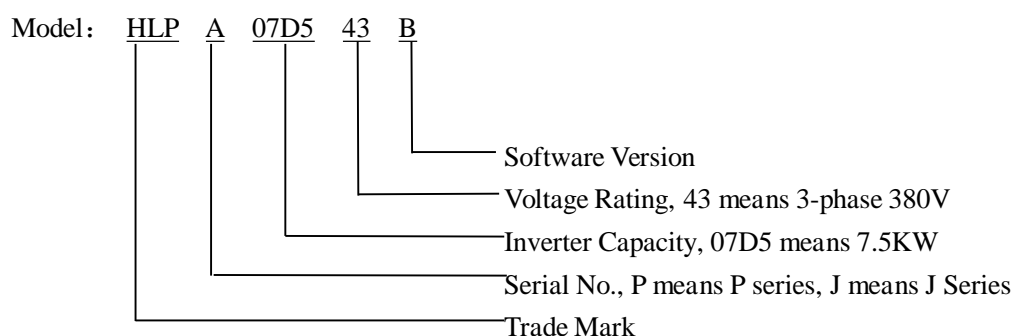 Model： HLP A 07D5 43 B
Software Version
Voltage Rating, 43 means 3-phase 380V
Inverter Capacity, 07D5 means 7.5KW
Serial No., P means P series, J means J Series
Trade Mark